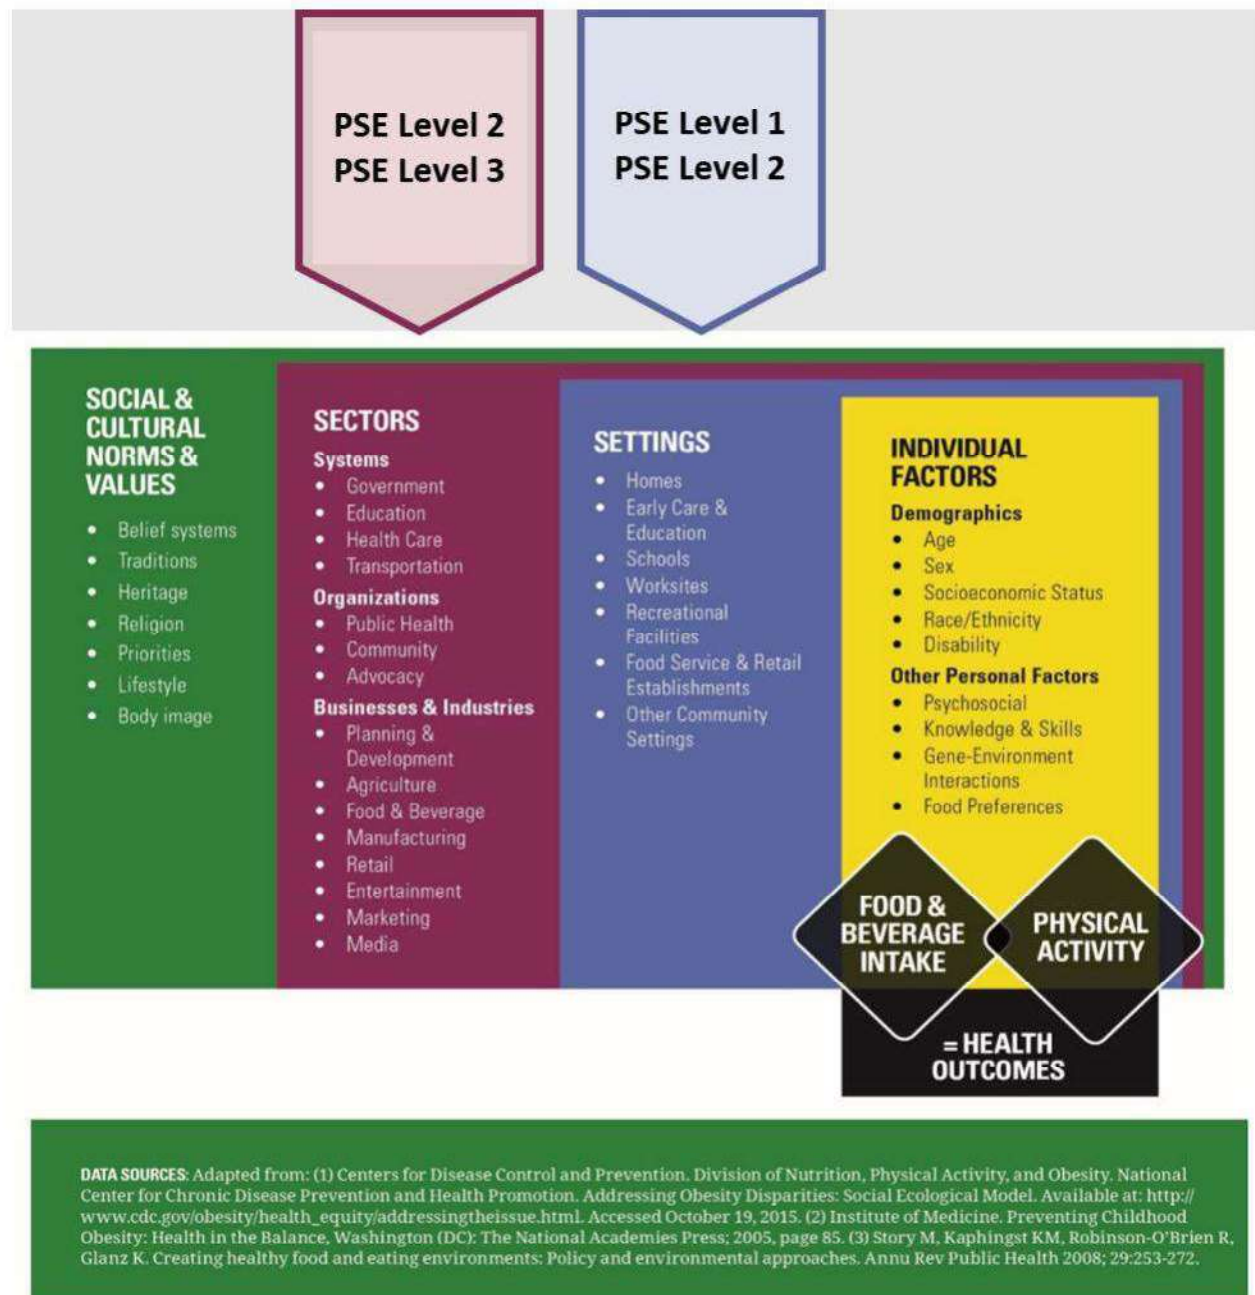 PSE Level 2
PSE Level 3
PSE Level 1
PSE Level 2
SOCIAL &
CULTURAL
NORMS &
VALUES
• Belief systems
• Traditions
• Heritage
• Religion
• Priorities
• Lifestyle
• Body image
SECTORS
Systems
• Government
• Education
• Health Care
• Transportation
Organizations
• Public Health
• Community
• Advocacy
Businesses & Industries
• Planning &
Development
• Agriculture
• Food & Beverage
• Manufacturing
• Retail
• Entertainment
• Marketing
• Media
SETTINGS
• Homes
• Early Care &
Education
• Schools
• Worksites
• Recreational
Facilities
• Food Service & Retail
Establishments
• Other Community
Settings
INDIVIDUAL
FACTORS
Demographics
• Age
• Sex
• Socioeconomic Status
• Race/Ethnicity
• Disability
Other Personal Factors
• Psychosocial
• Knowledge & Skills
• Gene-Environment
Interactions
• Food Preferences
FOOD &
BEVERAGE
INTAKE
PHYSICAL
ACTIVITY
= HEALTH
OUTCOMES
DATA SOURCES: Adapted from: (1) Centers for Disease Control and Prevention. Division of Nutrition, Physical Activity, and Obesity. National
Center for Chronic Disease Prevention and Health Promotion. Addressing Obesity Disparities: Social Ecological Model. Available at: http://
www.cdc.gov/obesity/health_equity/addressingtheissue.html. Accessed October 19, 2015. (2) Institute of Medicine. Preventing Childhood
Obesity: Health in the Balance, Washington (DC): The National Academies Press; 2005, page 85. (3) Story M, Kaphingst KM, Robinson-O'Brien R,
Glanz K. Creating healthy food and eating environments: Policy and environmental approaches. Annu Rev Public Health 2008; 29:253-272.